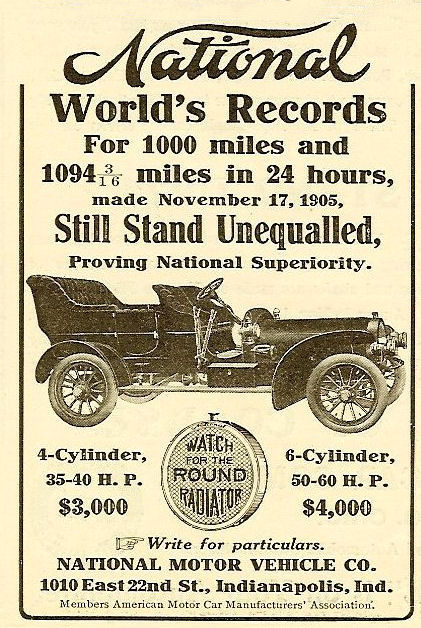 National
World's Records
For 1000 miles and
1094 3/16 miles in 24 hours,
made November 17, 1905,
Still Stand Unequalled,
Proving National Superiority.
4-Cylinder,
35-40 H. P.
$3,000
WATCH
FOR THE
ROUND
RADIATOR
6-Cylinder,
50-60 H. P.
$4,000
Write for particulars.
NATIONAL MOTOR VEHICLE CO.
1010 East 22nd St., Indianapolis, Ind.
Members American Motor Car Manufacturers' Association.